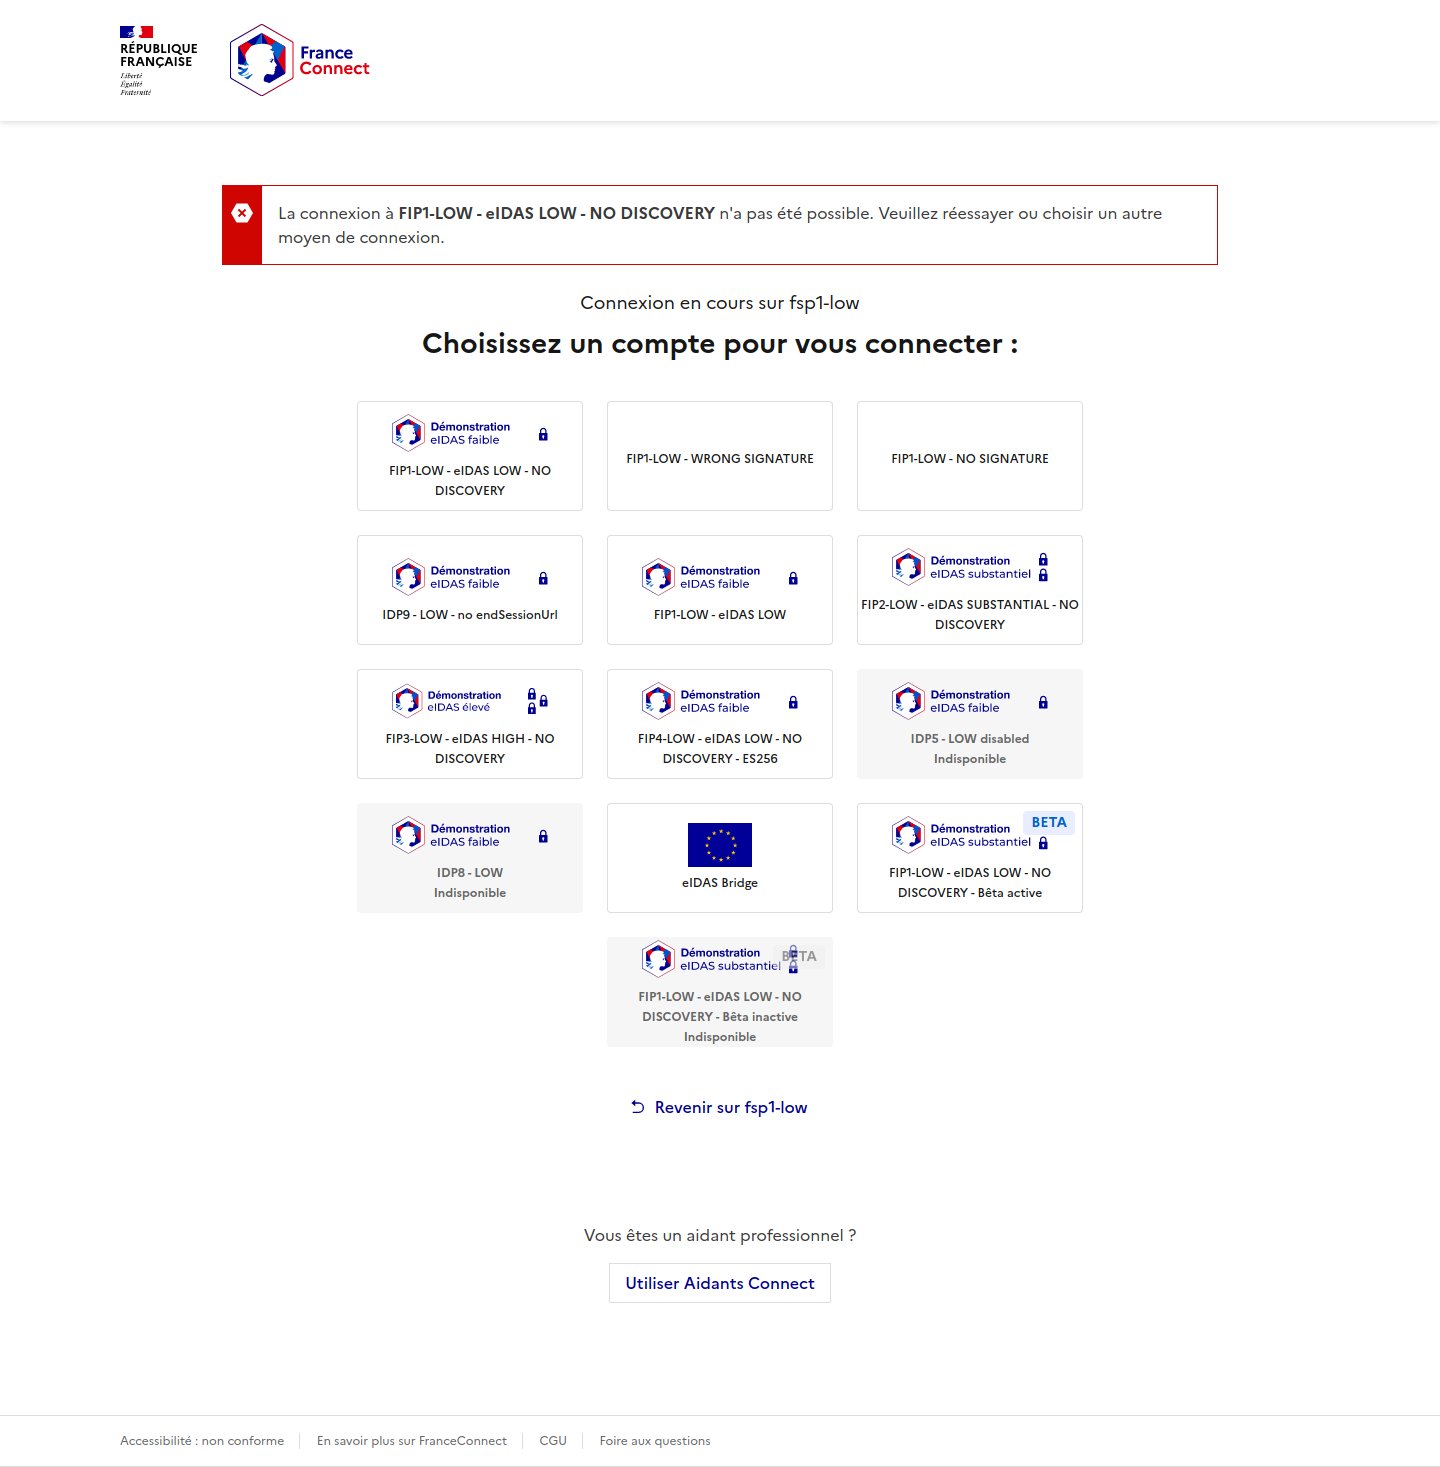 RÉPUBLIQUE
FRANÇAISE
Liberté
Égalité
Fraternité
France
Connect
La connexion à FIP1-LOW - eIDAS LOW - NO DISCOVERY n'a pas été possible. Veuillez réessayer ou choisir un autre
moyen de connexion.
Connexion en cours sur fsp1-low
Choisissez un compte pour vous connecter :
Démonstration
eIDAS faible
FIP1-LOW - eIDAS LOW - NO
DISCOVERY
FIP1-LOW - WRONG SIGNATURE
FIP1-LOW - NO SIGNATURE
Démonstration
eIDAS faible
IDP9 - LOW - no endSessionUrl
Démonstration
eIDAS faible
FIP1-LOW - eIDAS LOW
Démonstration
eIDAS substantiel
FIP2-LOW - eIDAS SUBSTANTIAL - NO
DISCOVERY
Démonstration
eIDAS élevé
FIP3-LOW - eIDAS HIGH - NO
DISCOVERY
Démonstration
eIDAS faible
FIP4-LOW - eIDAS LOW - NO
DISCOVERY - ES256
Démonstration
eIDAS faible
IDP5 - LOW disabled
Indisponible
Démonstration
eIDAS faible
IDP8 - LOW
Indisponible
eIDAS Bridge
BETA
Démonstration
eIDAS substantiel
FIP1-LOW - eIDAS LOW - NO
DISCOVERY - Bêta active
Démonstration
eIDAS substantiel
BETA
FIP1-LOW - eIDAS LOW - NO
DISCOVERY - Bêta inactive
Indisponible
Revenir sur fsp1-low
Vous êtes un aidant professionnel ?
Utiliser Aidants Connect
Accessibilité : non conforme
En savoir plus sur FranceConnect
CGU
Foire aux questions